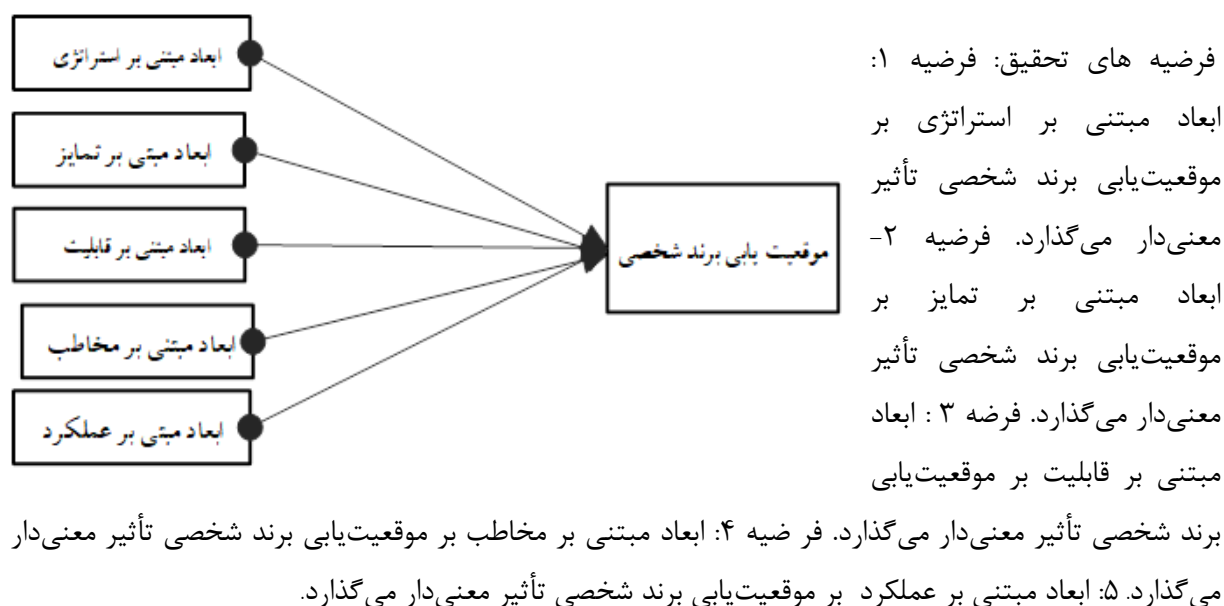 ابعاد مبتنی بر استراتژی
ابعاد مبتی بر تمایز
ابعاد مبتنی بر قابلیت
ابعاد مبتنی بر مخاطب
ابعاد مبتی بر عملکرد
موقعیت یابی برند شخصی
فرضیه های تحقیق: فرضیه ۱:
ابعاد مبتنی بر استراتژی بر
موقعیت‌یابی برند شخصی تأثیر
معنی‌دار می‌گذارد. فرضیه ۲-
ابعاد مبتنی بر تمایز بر
موقعیت‌یابی برند شخصی تأثیر
معنی‌دار می‌گذارد. فرضه ۳ : ابعاد
مبتنی بر قابلیت بر موقعیت‌یابی
برند شخصی تأثیر معنی‌دار می‌گذارد. فر ضیه ۴: ابعاد مبتنی بر مخاطب بر موقعیت‌یابی برند شخصی تأثیر معنی‌دار
می‌گذارد. ۵: ابعاد مبتنی بر عملکرد بر موقعیت‌یابی برند شخصی تأثیر معنی‌دار می‌گذارد.